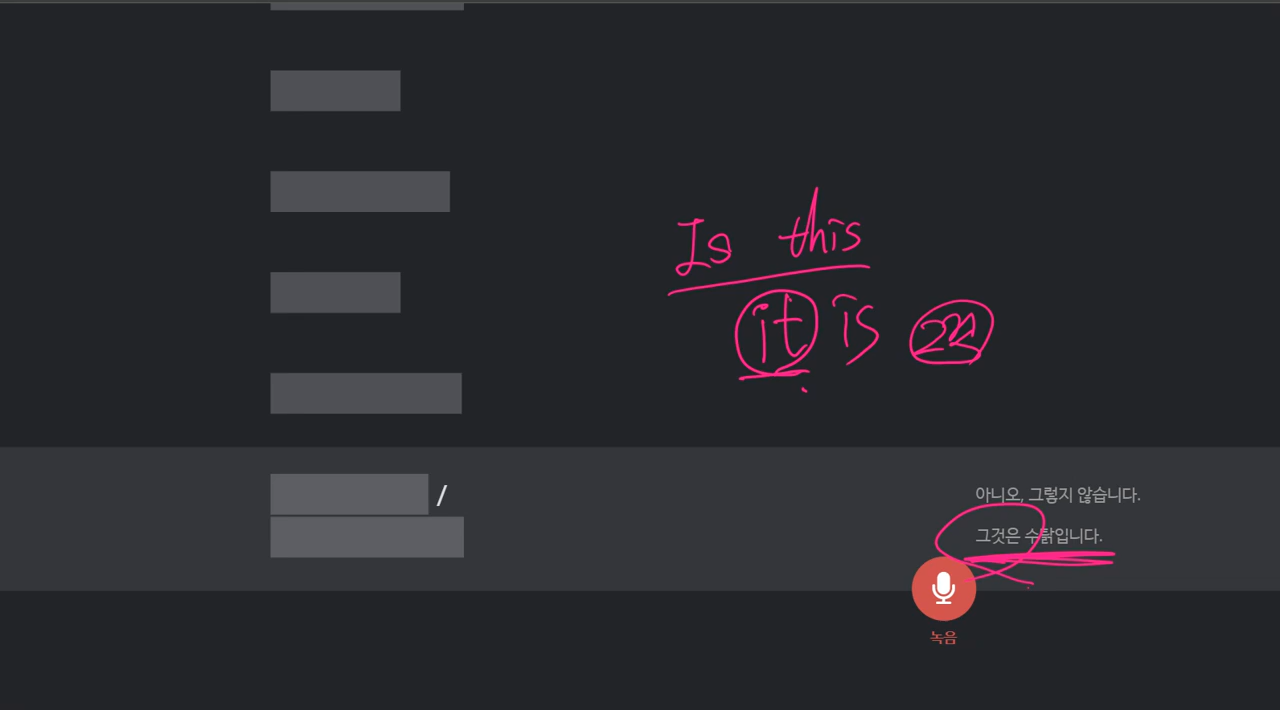 Is this
it is
/ 아니오, 그렇지 않습니다.
그것은 수탉입니다.
녹음